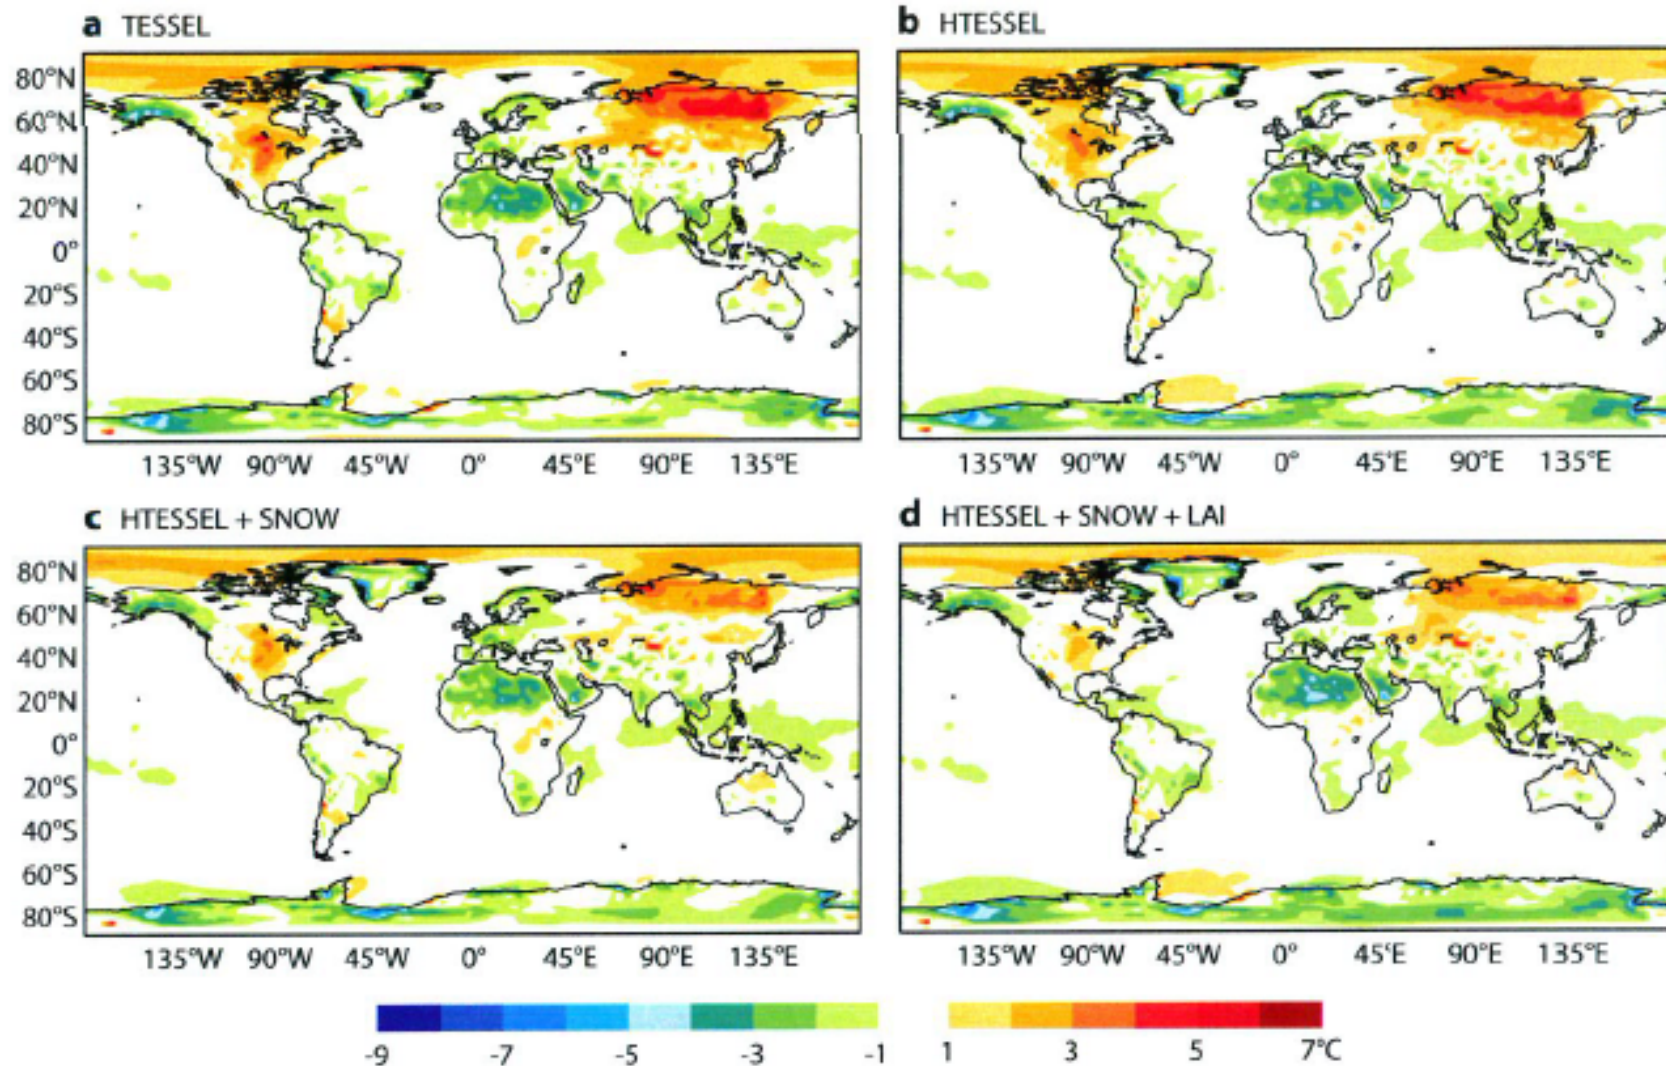 a TESSEL
b HTESSEL
80°N
60°N
40°N
20°N
0°
20°S
40°S
60°S
80°S
135°W 90°W 45°W 0° 45°E 90°E 135°E
135°W 90°W 45°W 0° 45°E 90°E 135°E
c HTESSEL + SNOW
d HTESSEL + SNOW + LAI
80°N
60°N
40°N
20°N
0°
20°S
40°S
60°S
80°S
135°W 90°W 45°W 0° 45°E 90°E 135°E
135°W 90°W 45°W 0° 45°E 90°E 135°E
-9 -7 -5 -3 -1 1 3 5 7°C